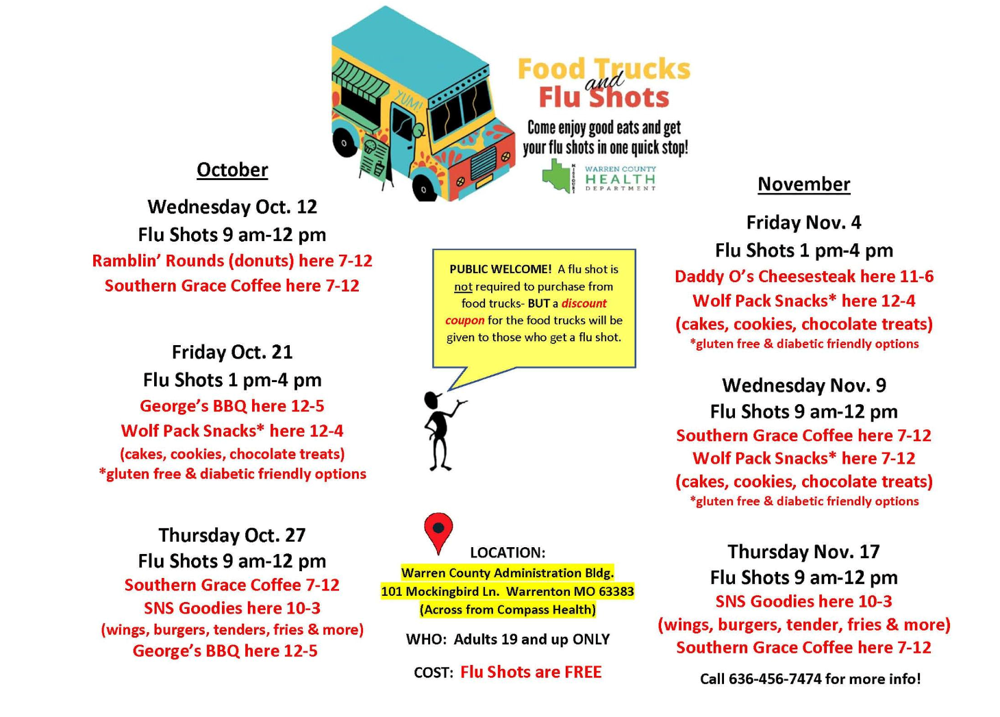 YUM!
Food Trucks
and
Flu Shots
Come enjoy good eats and get
your flu shots in one quick stop!
MISSOURI
WARREN COUNTY
HEALTH
DEPARTMENT
October
Wednesday Oct. 12
Flu Shots 9 am-12 pm
Ramblin’ Rounds (donuts) here 7-12
Southern Grace Coffee here 7-12
Friday Oct. 21
Flu Shots 1 pm-4 pm
George’s BBQ here 12-5
Wolf Pack Snacks* here 12-4
(cakes, cookies, chocolate treats)
*gluten free & diabetic friendly options
Thursday Oct. 27
Flu Shots 9 am-12 pm
Southern Grace Coffee 7-12
SNS Goodies here 10-3
(wings, burgers, tenders, fries & more)
George’s BBQ here 12-5
PUBLIC WELCOME! A flu shot is
not required to purchase from
food trucks- BUT a discount
coupon for the food trucks will be
given to those who get a flu shot.
LOCATION:
Warren County Administration Bldg.
101 Mockingbird Ln. Warrenton MO 63383
(Across from Compass Health)
WHO: Adults 19 and up ONLY
COST: Flu Shots are FREE
November
Friday Nov. 4
Flu Shots 1 pm-4 pm
Daddy O’s Cheesesteak here 11-6
Wolf Pack Snacks* here 12-4
(cakes, cookies, chocolate treats)
*gluten free & diabetic friendly options
Wednesday Nov. 9
Flu Shots 9 am-12 pm
Southern Grace Coffee here 7-12
Wolf Pack Snacks* here 7-12
(cakes, cookies, chocolate treats)
*gluten free & diabetic friendly options
Thursday Nov. 17
Flu Shots 9 am-12 pm
SNS Goodies here 10-3
(wings, burgers, tender, fries & more)
Southern Grace Coffee here 7-12
Call 636-456-7474 for more info!